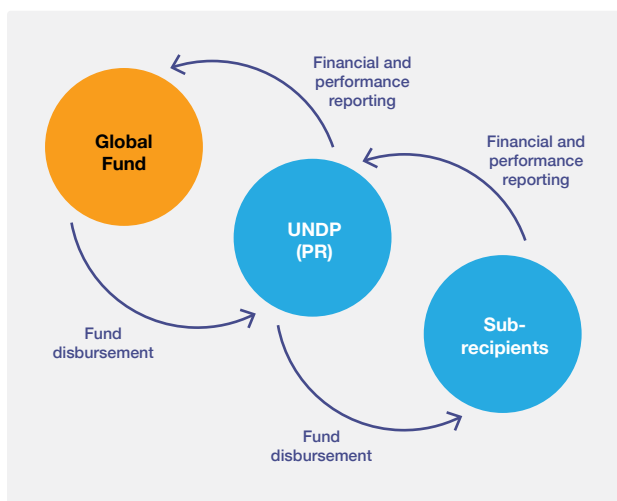 Financial and
performance
reporting
Global
Fund
Financial and
performance
reporting
UNDP
(PR)
Sub-
recipients
Fund
disbursement
Fund
disbursement